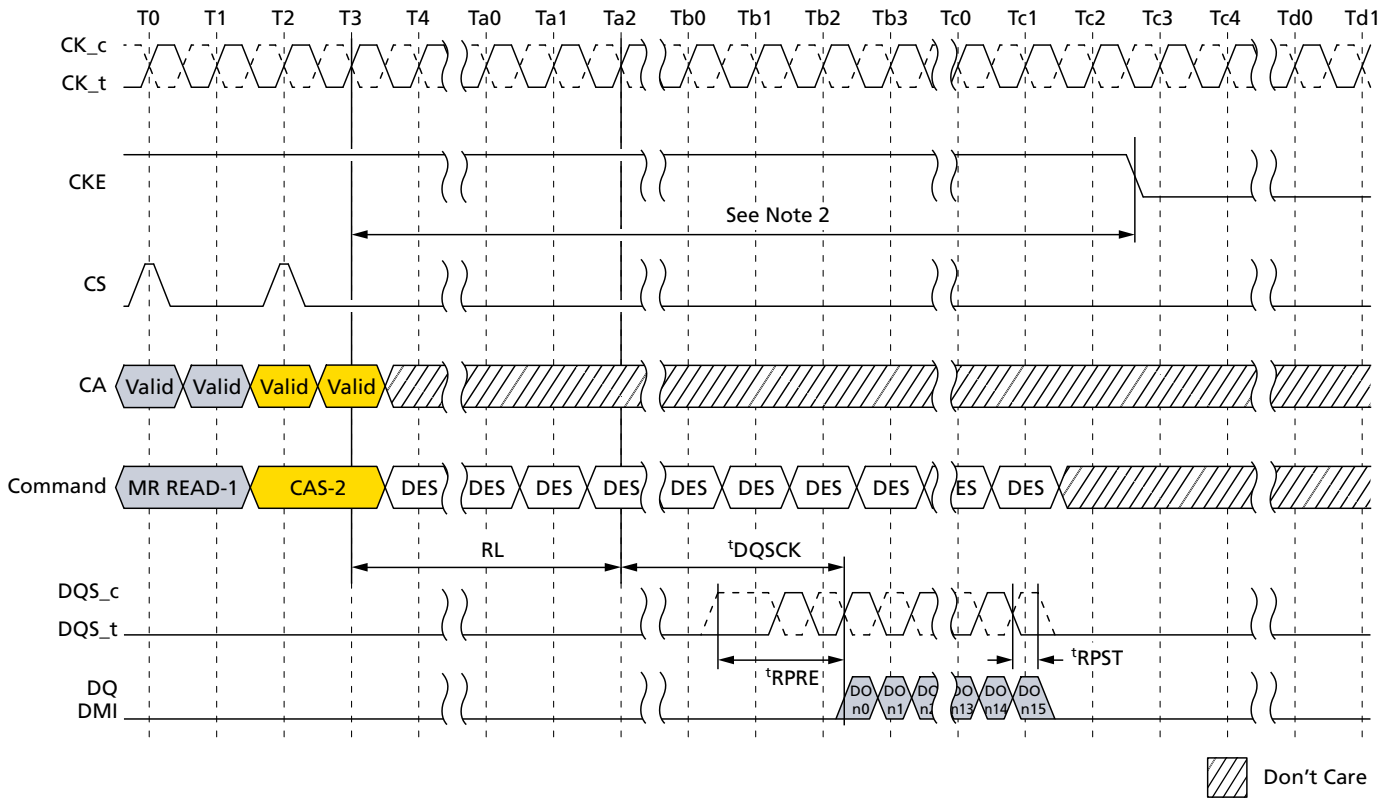 T0 T1 T2 T3 T4 Ta0 Ta1 Ta2 Tb0 Tb1 Tb2 Tb3 Tc0 Tc1 Tc2 Tc3 Tc4 Td0 Td1
CK_c
CK_t
CKE
See Note 2
CS
CA Valid Valid Valid Valid
Command MR READ-1 CAS-2 DES DES DES DES DES DES DES DES ES DES
RL tDQSCK
DQS_c
DQS_t
tRPRE tRPST
DQ DO DO DO DO DO DO
DMI n0 n1 n2 n13 n14 n15
Don't Care